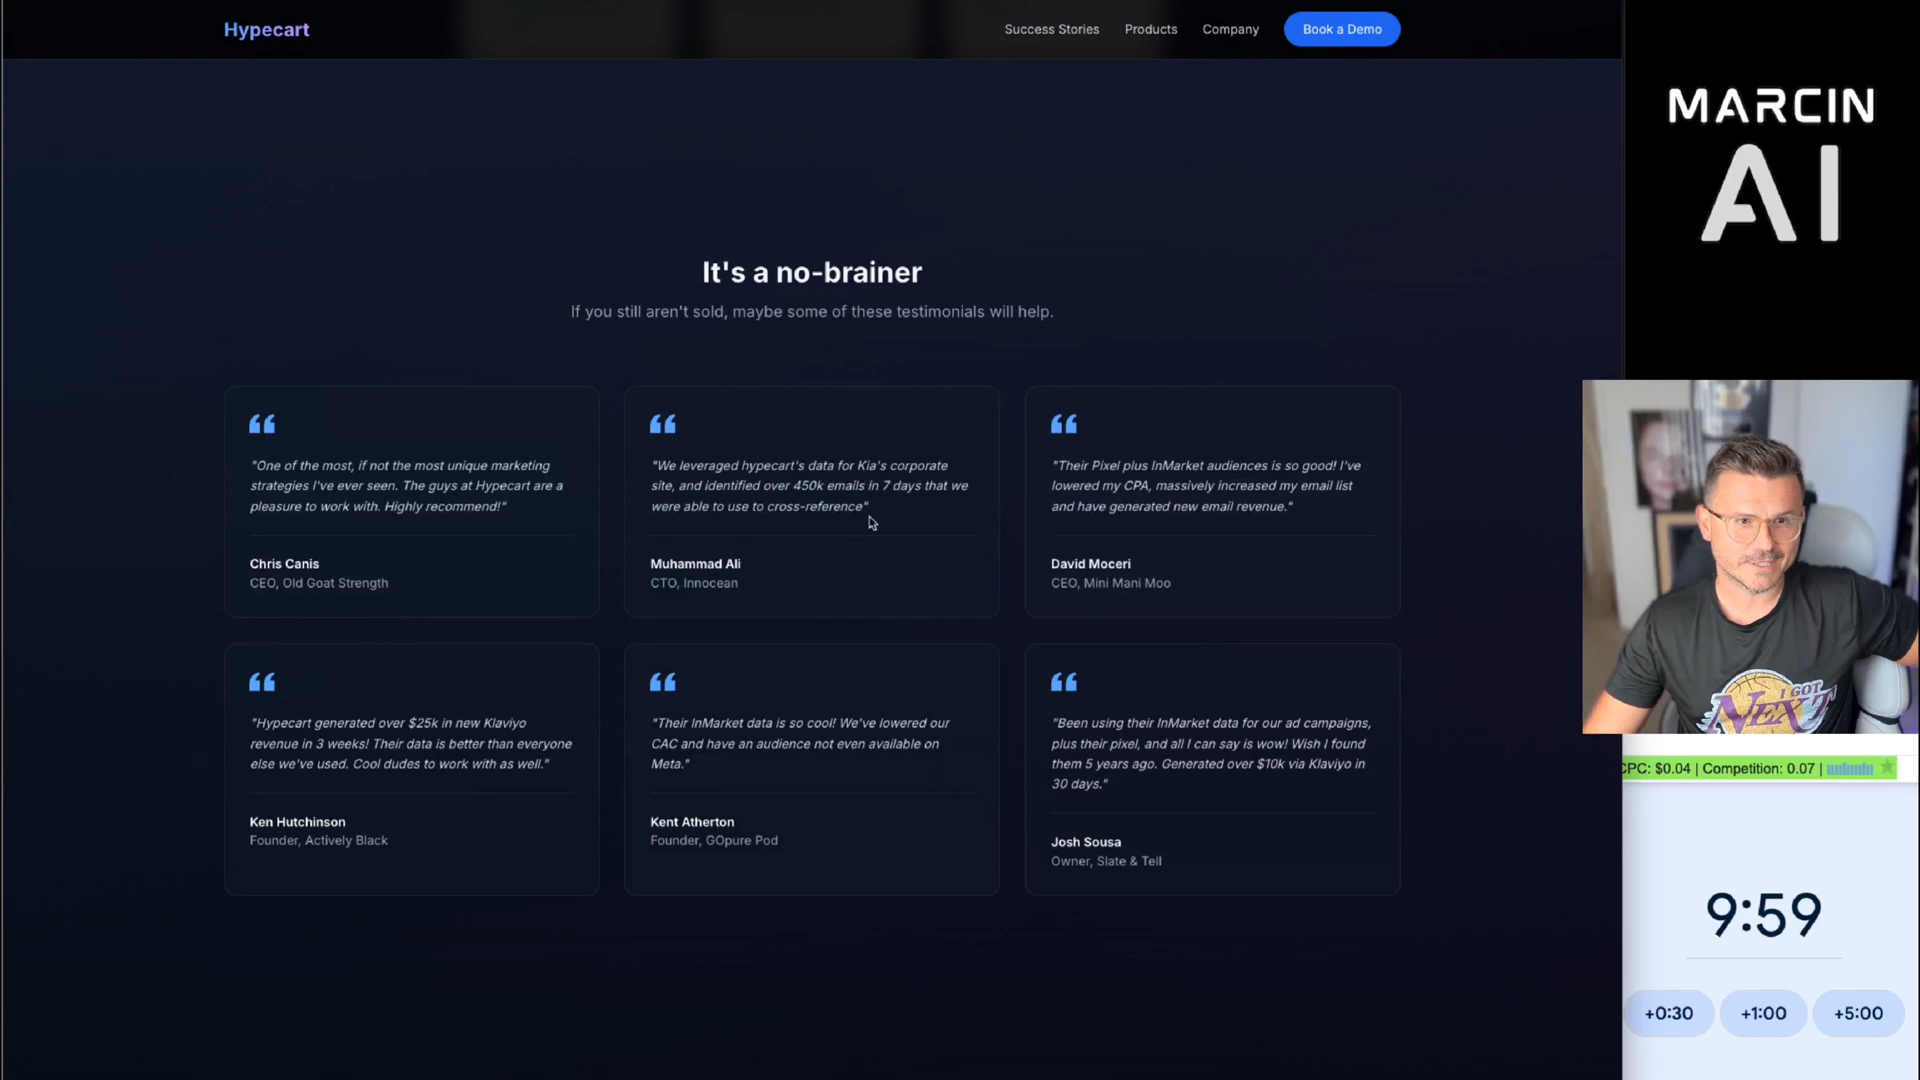 Hypecart
Success Stories
Products
Company
Book a Demo
MARCIN
AI
It's a no-brainer
If you still aren't sold, maybe some of these testimonials will help.
"One of the most, if not the most unique marketing
strategies I've ever seen. The guys at Hypecart are a
pleasure to work with. Highly recommend!"
Chris Canis
CEO, Old Goat Strength
"We leveraged hypecart's data for Kia's corporate
site, and identified over 450k emails in 7 days that we
were able to use to cross-reference"
Muhammad Ali
CTO, Innocean
"Their Pixel plus InMarket audiences is so good! I've
lowered my CPA, massively increased my email list
and have generated new email revenue."
David Moceri
CEO, Mini Mani Moo
"Hypecart generated over $25k in new Klaviyo
revenue in 3 weeks! Their data is better than everyone
else we've used. Cool dudes to work with as well."
Ken Hutchinson
Founder, Actively Black
"Their InMarket data is so cool! We've lowered our
CAC and have an audience not even available on
Meta."
Kent Atherton
Founder, GOpure Pod
"Been using their InMarket data for our ad campaigns,
plus their pixel, and all I can say is wow! Wish I found
them 5 years ago. Generated over $10k via Klaviyo in
30 days."
Josh Sousa
Owner, Slate & Tell
I GOT
NEXT
CPC: $0.04 | Competition: 0.07 |
9:59
+0:30
+1:00
+5:00